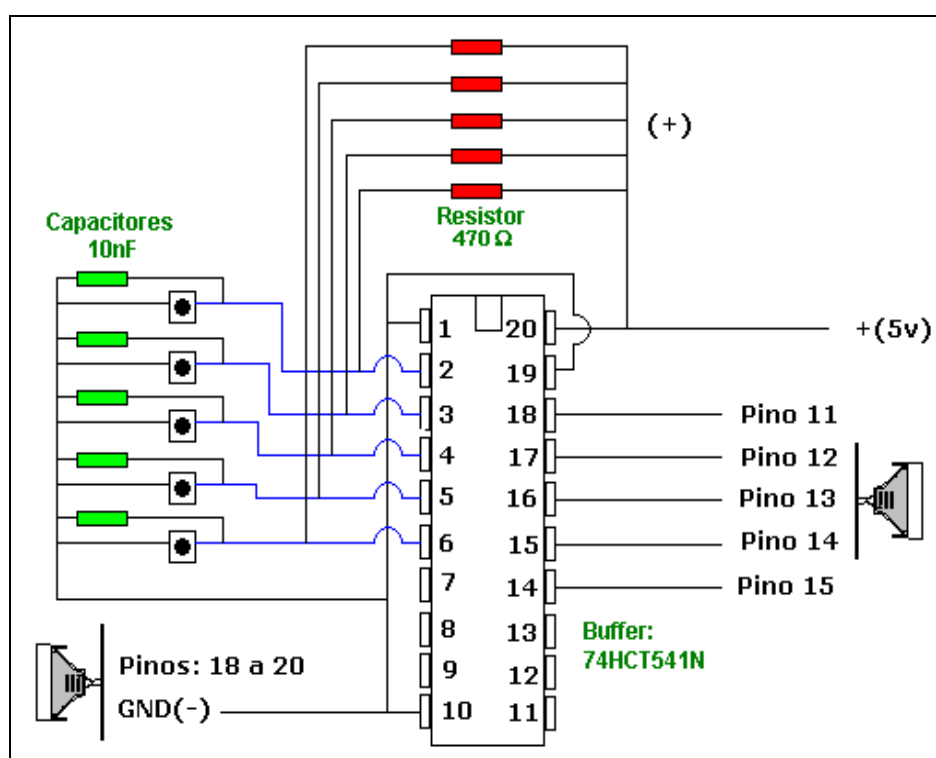 (+)
Resistor
470 Ω
Capacitores
10nF
1
2
3
4
5
6
7
8
9
10
20
19
18
17
16
15
14
13
12
11
+(5v)
Pino 11
Pino 12
Pino 13
Pino 14
Pino 15
Buffer:
74HCT541N
Pinos: 18 a 20
GND(-)